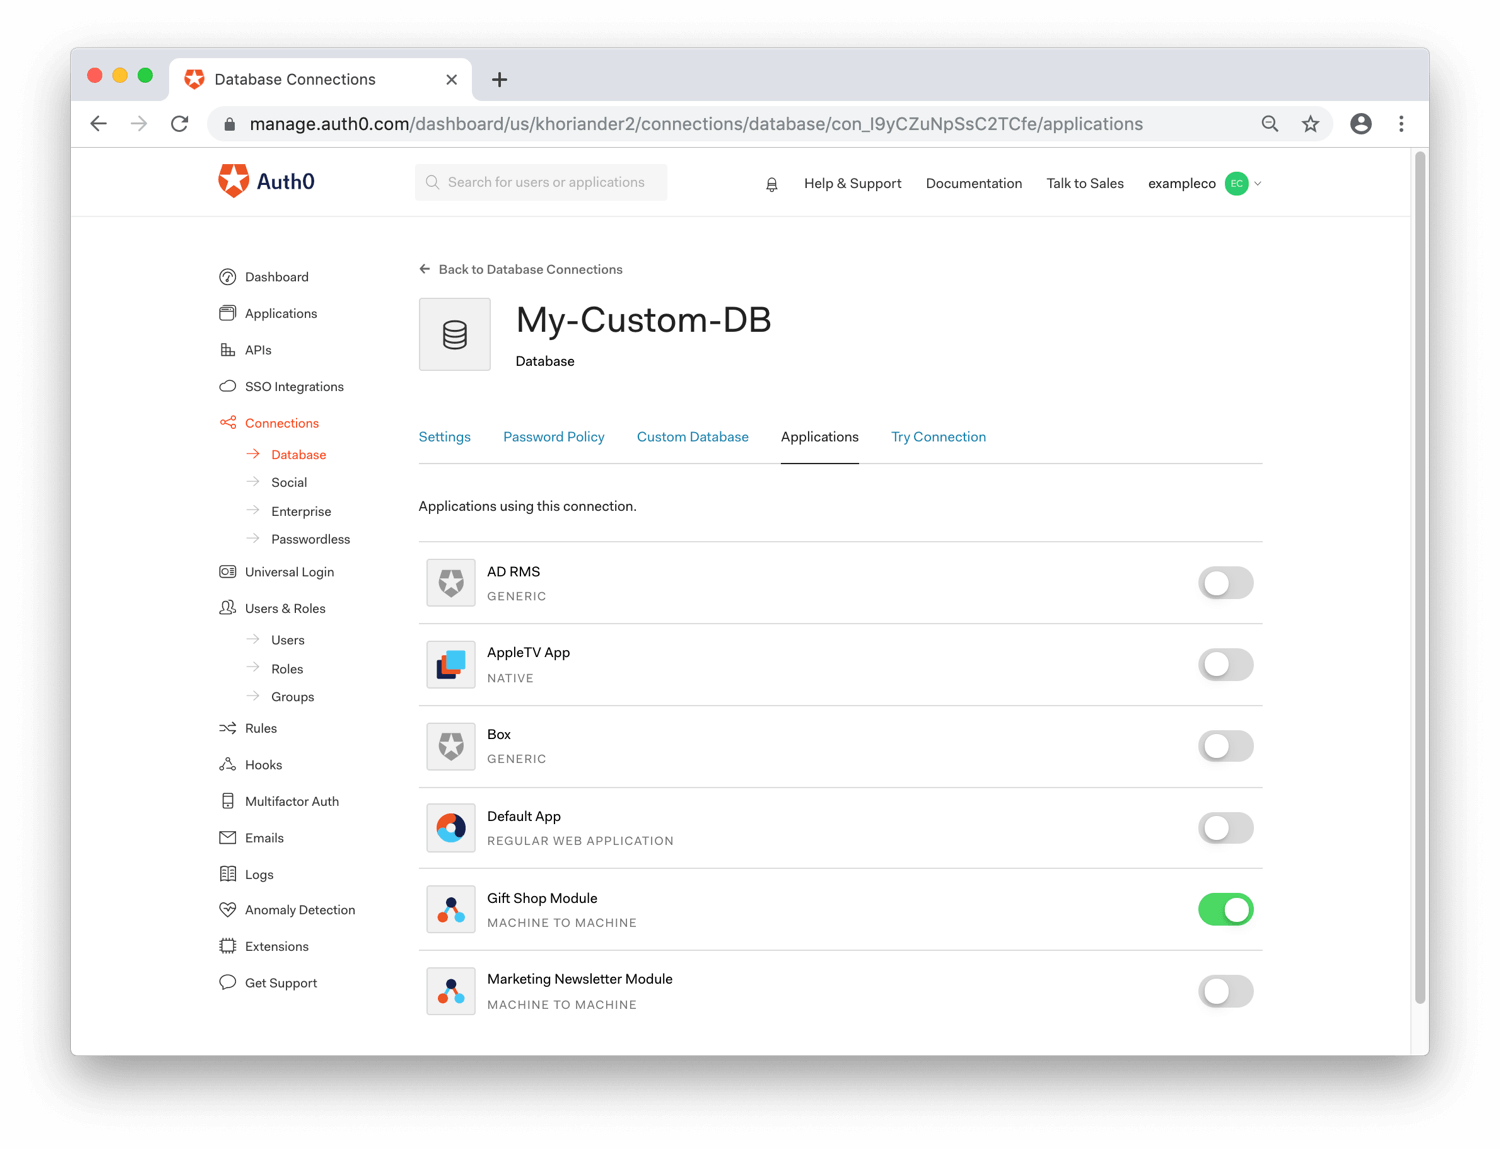 Database Connections
manage.auth0.com/dashboard/us/khoriander2/connections/database/con_I9yCZuNpSsC2TCfe/applications
Auth0
Search for users or applications
Help & Support
Documentation
Talk to Sales
exampleco
EC
Dashboard
Applications
APIs
SSO Integrations
Connections
Database
Social
Enterprise
Passwordless
Universal Login
Users & Roles
Users
Roles
Groups
Rules
Hooks
Multifactor Auth
Emails
Logs
Anomaly Detection
Extensions
Get Support
Back to Database Connections
My-Custom-DB
Database
Settings
Password Policy
Custom Database
Applications
Try Connection
Applications using this connection.
AD RMS
GENERIC
AppleTV App
NATIVE
Box
GENERIC
Default App
REGULAR WEB APPLICATION
Gift Shop Module
MACHINE TO MACHINE
Marketing Newsletter Module
MACHINE TO MACHINE